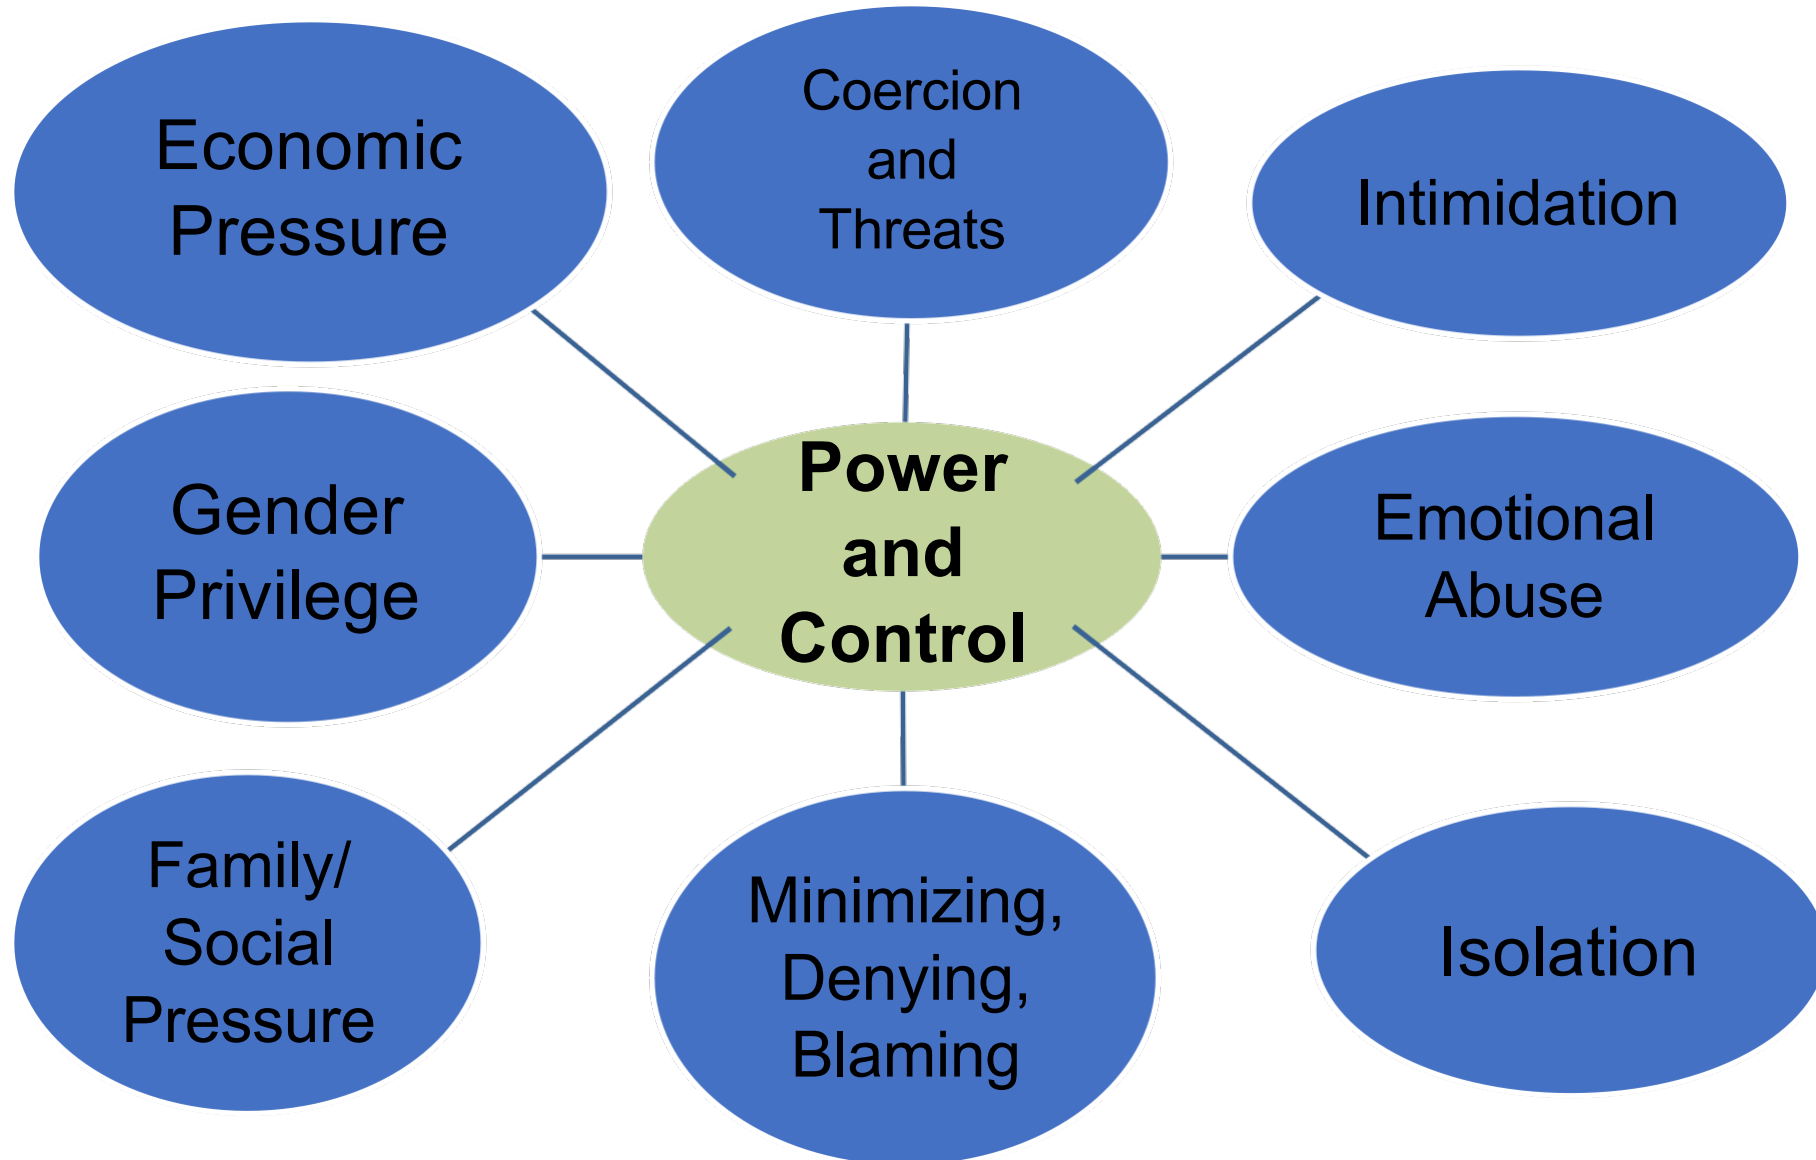 Economic
Pressure
Coercion
and
Threats
Intimidation
Gender
Privilege
Power
and
Control
Emotional
Abuse
Family/
Social
Pressure
Minimizing,
Denying,
Blaming
Isolation